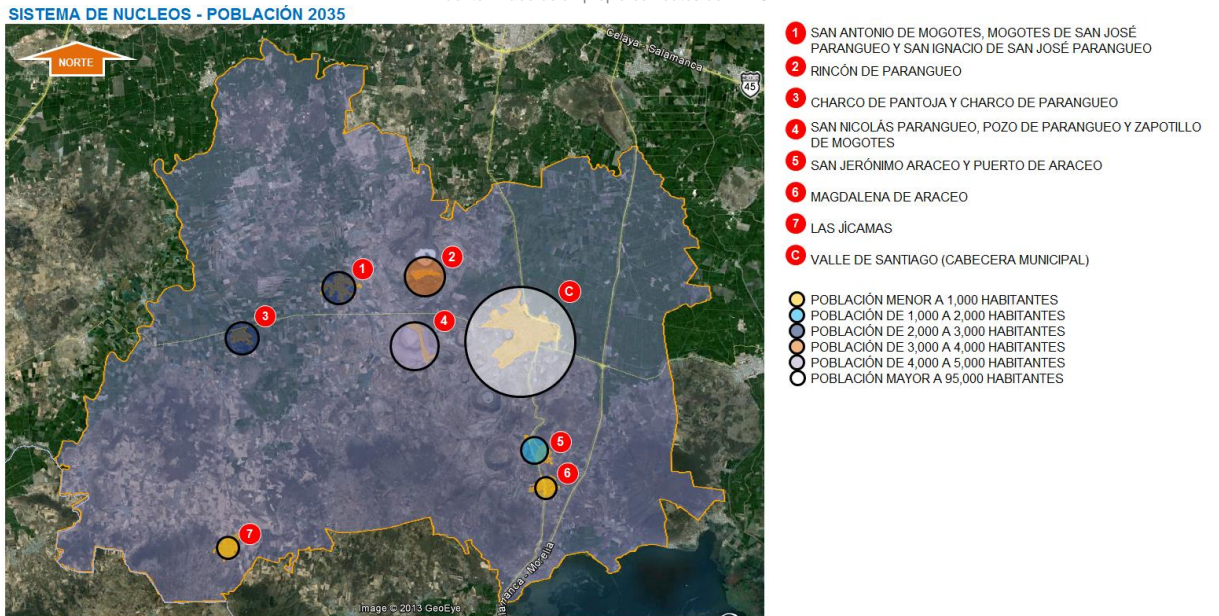 SISTEMA DE NUCLEOS - POBLACIÓN 2035
NORTE
Celaya - Salamanca
45
1
2
3
4
C
5
6
7
Morelia
Image © 2013 GeoEye
1 SAN ANTONIO DE MOGOTES, MOGOTES DE SAN JOSÉ
PARANGUEO Y SAN IGNACIO DE SAN JOSÉ PARANGUEO
2 RINCÓN DE PARANGUEO
3 CHARCO DE PANTOJA Y CHARCO DE PARANGUEO
4 SAN NICOLÁS PARANGUEO, POZO DE PARANGUEO Y ZAPOTILLO
DE MOGOTES
5 SAN JERÓNIMO ARACEO Y PUERTO DE ARACEO
6 MAGDALENA DE ARACEO
7 LAS JÍCAMAS
C VALLE DE SANTIAGO (CABECERA MUNICIPAL)
POBLACIÓN MENOR A 1,000 HABITANTES
POBLACIÓN DE 1,000 A 2,000 HABITANTES
POBLACIÓN DE 2,000 A 3,000 HABITANTES
POBLACIÓN DE 3,000 A 4,000 HABITANTES
POBLACIÓN DE 4,000 A 5,000 HABITANTES
POBLACIÓN MAYOR A 95,000 HABITANTES